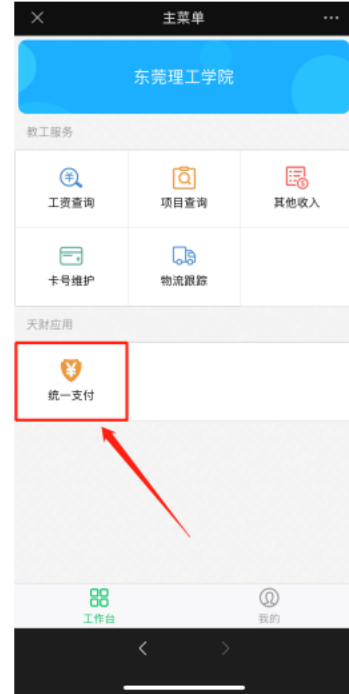 主菜单
东莞理工学院
教工服务
工资查询
项目查询
其他收入
卡号维护
物流跟踪
天财应用
统一支付
工作台
我的